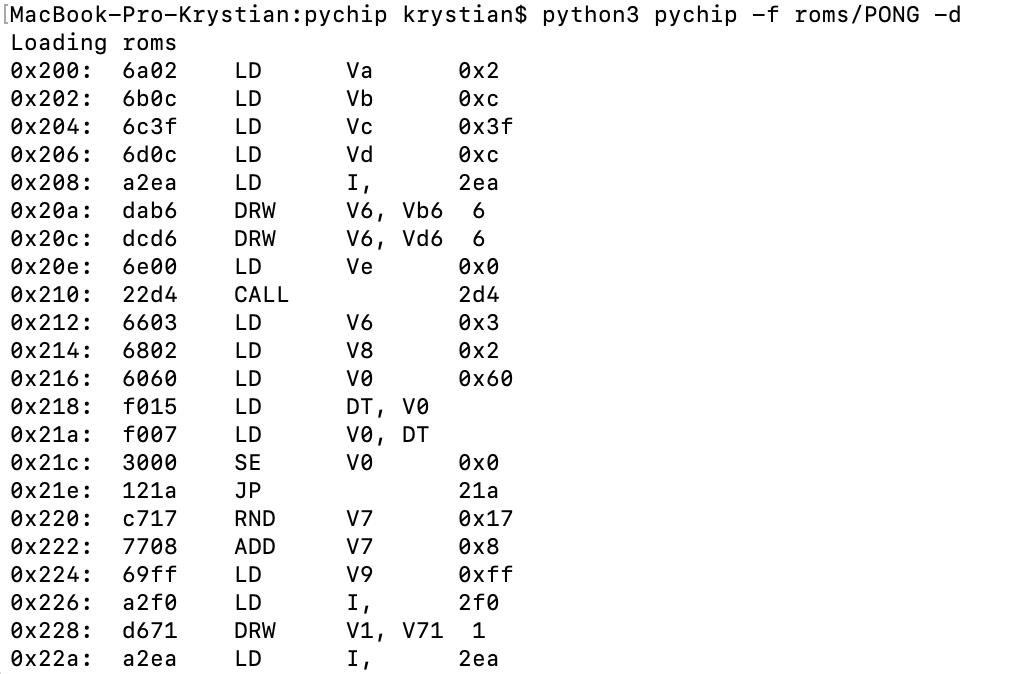 [MacBook-Pro-Krystian:pychip krystian$ python3 pychip -f roms/PONG -d
Loading roms
0x200: 6a02 LD Va 0x2
0x202: 6b0c LD Vb 0xc
0x204: 6c3f LD Vc 0x3f
0x206: 6d0c LD Vd 0xc
0x208: a2ea LD I, 2ea
0x20a: dab6 DRW V6, Vb6 6
0x20c: dcd6 DRW V6, Vd6 6
0x20e: 6e00 LD Ve 0x0
0x210: 22d4 CALL 2d4
0x212: 6603 LD V6 0x3
0x214: 6802 LD V8 0x2
0x216: 6060 LD V0 0x60
0x218: f015 LD DT, V0
0x21a: f007 LD V0, DT
0x21c: 3000 SE V0 0x0
0x21e: 121a JP 21a
0x220: c717 RND V7 0x17
0x222: 7708 ADD V7 0x8
0x224: 69ff LD V9 0xff
0x226: a2f0 LD I, 2f0
0x228: d671 DRW V1, V71 1
0x22a: a2ea LD I, 2ea